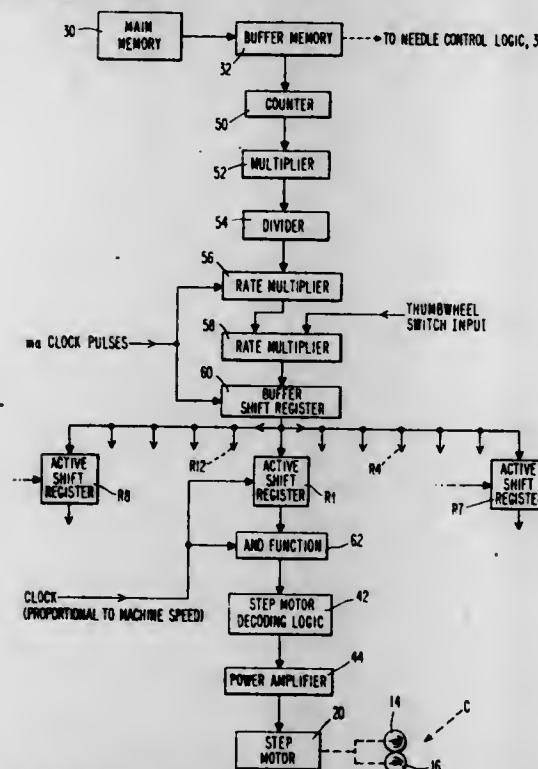 30
MAIN
MEMORY
BUFFER MEMORY
32
TO NEEDLE CONTROL LOGIC, 3
COUNTER
50
MULTIPLIER
52
DIVIDER
54
56
RATE MULTIPLIER
THUMBWHEEL
SWITCH INPUT
ma CLOCK PULSES
58
RATE MULTIPLIER
60
BUFFER
SHIFT REGISTER
R12
R4
ACTIVE
SHIFT
REGISTER
R8
ACTIVE
SHIFT
REGISTER
R1
ACTIVE
SHIFT
REGISTER
R7
AND FUNCTION
62
CLOCK
(PROPORTIONAL TO MACHINE SPEED)
STEP MOTOR
DECODING LOGIC
42
POWER AMPLIFIER
44
STEP
MOTOR
20
14
C
16